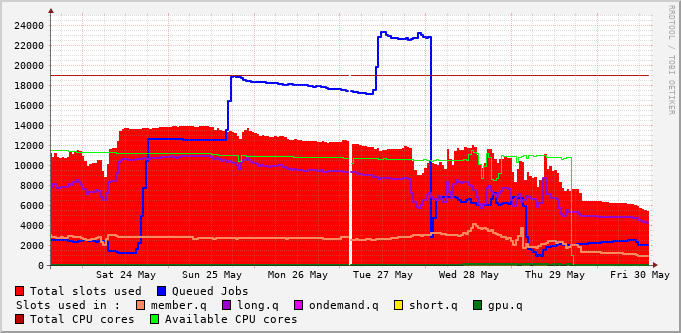 24000
22000
20000
18000
16000
14000
12000
10000
8000
6000
4000
2000
0
Sat 24 May Sun 25 May Mon 26 May Tue 27 May Wed 28 May Thu 29 May Fri 30 May
Total slots used Queued Jobs
Slots used in : member.q long.q ondemand.q short.q gpu.q
Total CPU cores Available CPU cores
RRDTOOL / TOBI OETIKER